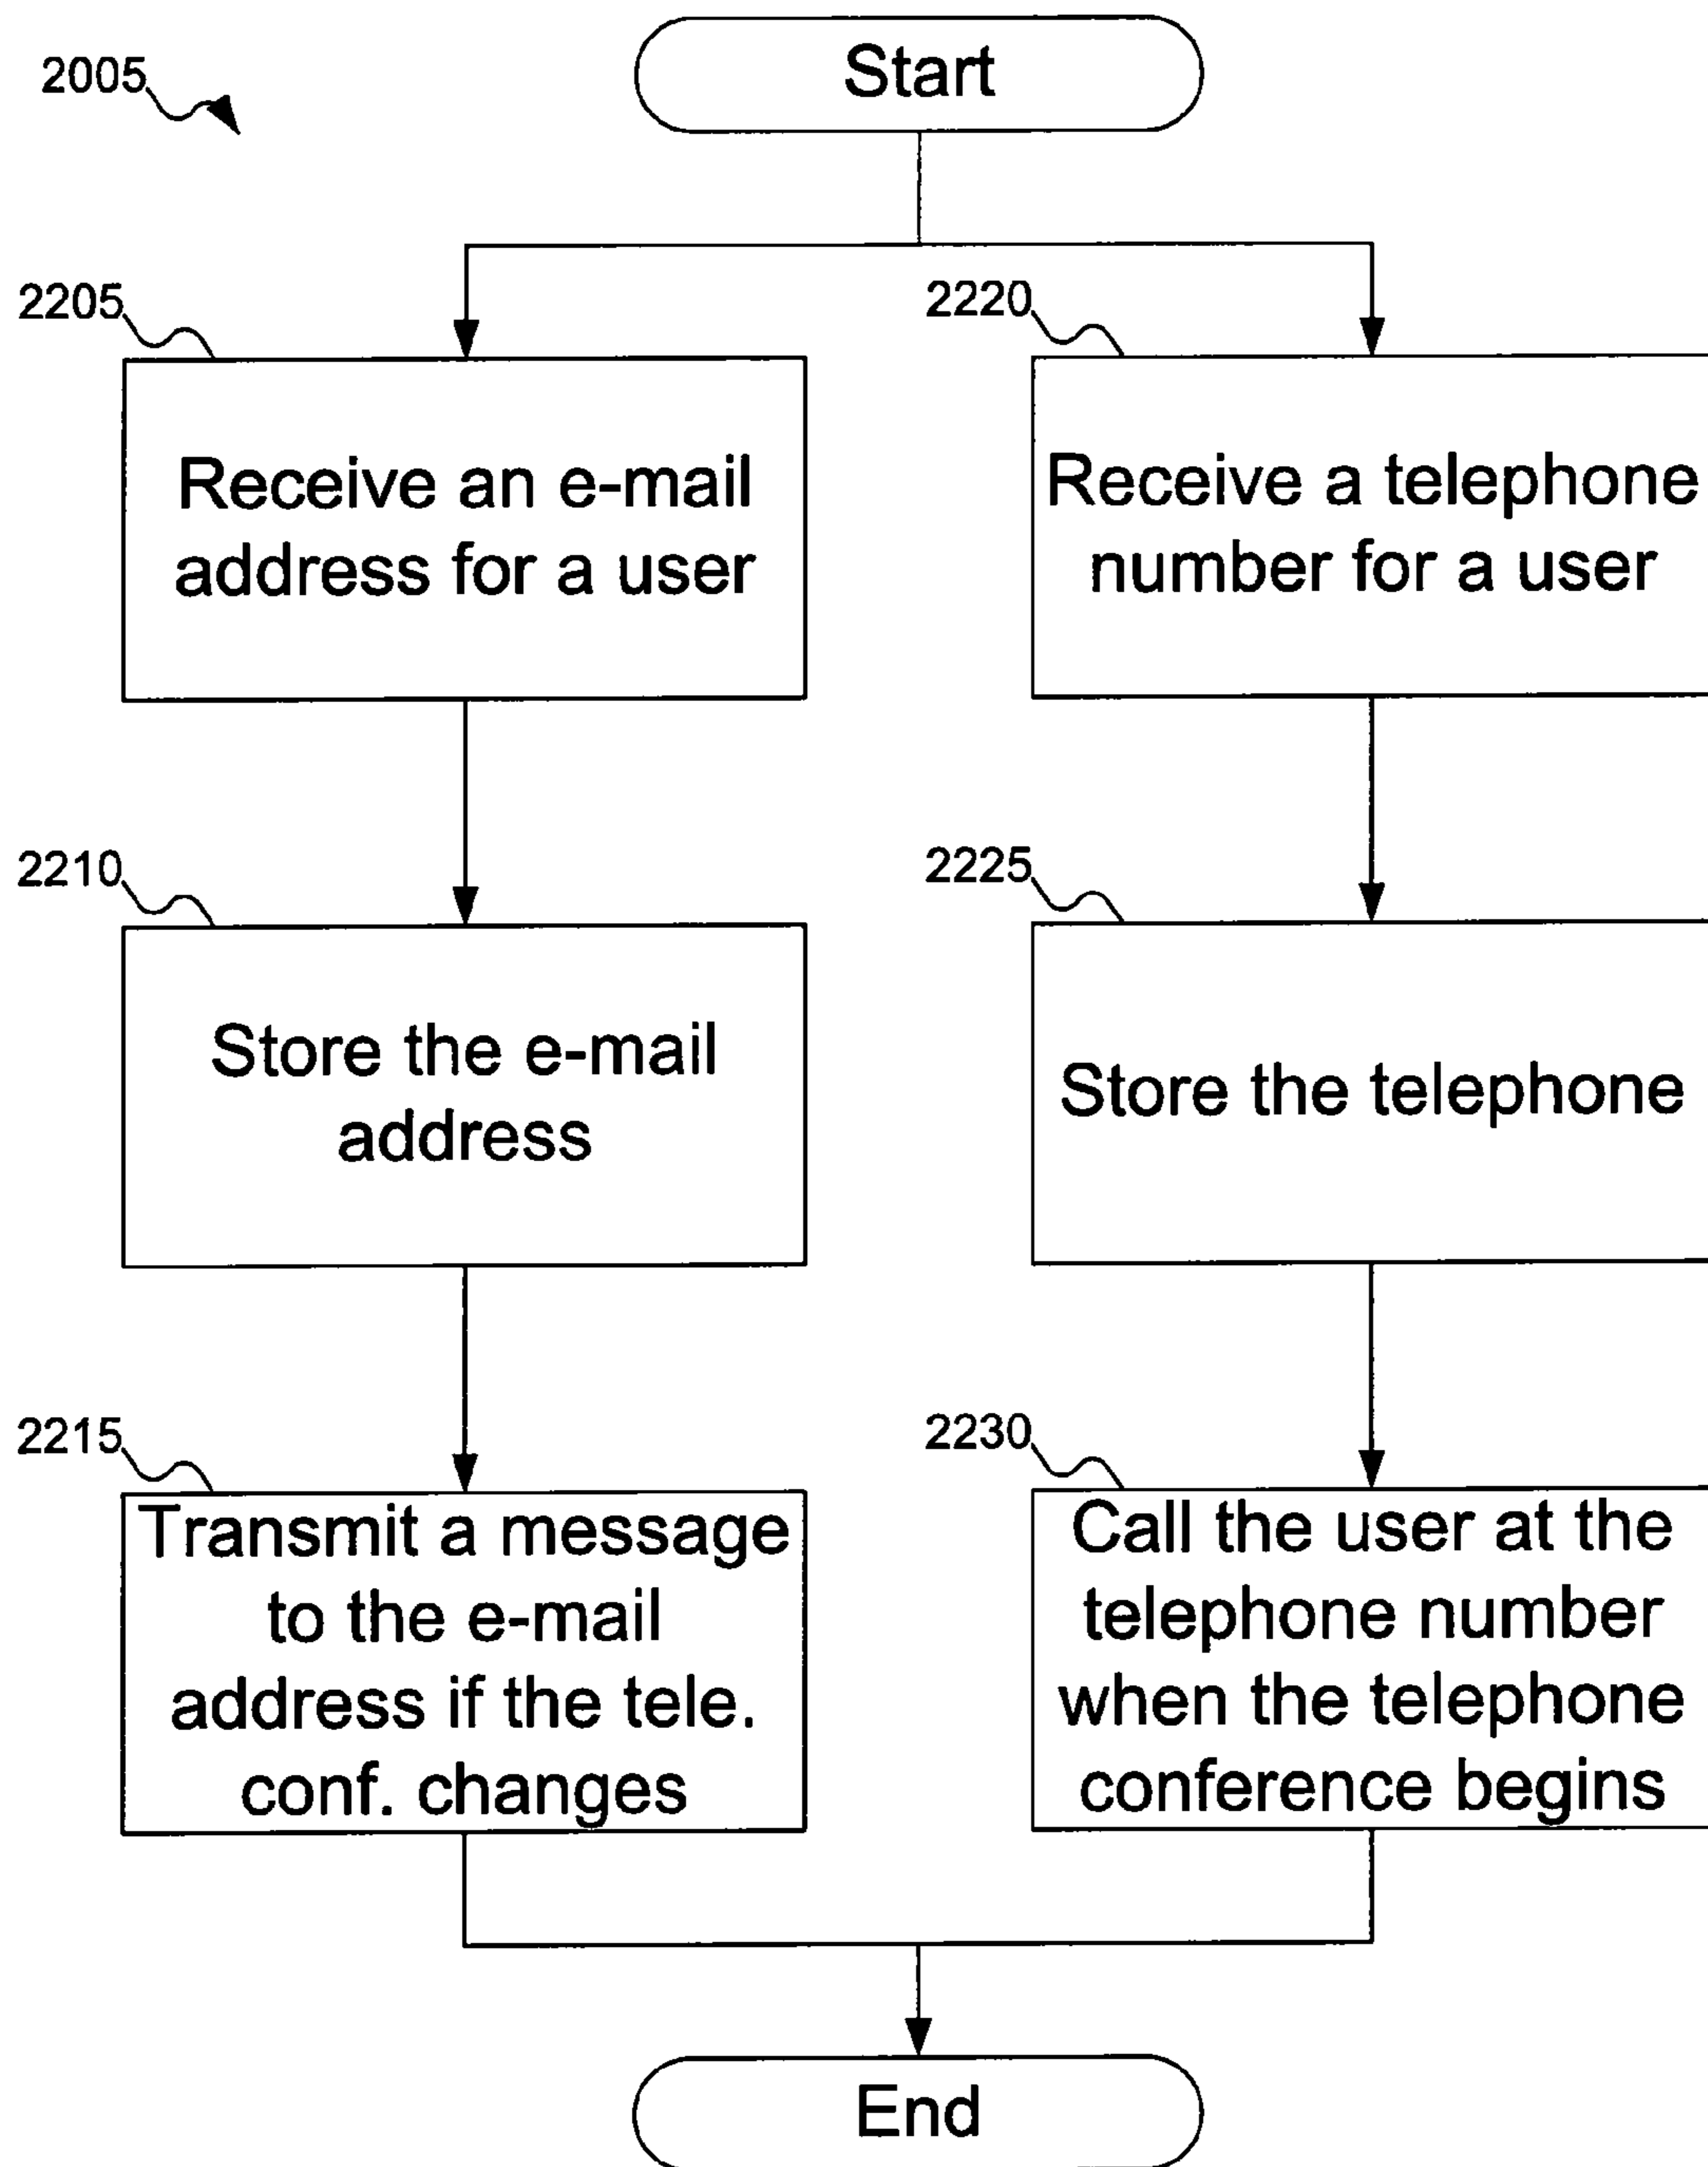 2005
Start
2205
Receive an e-mail
address for a user
2220
Receive a telephone
number for a user
2210
Store the e-mail
address
2225
Store the telephone
2215
Transmit a message
to the e-mail
address if the tele.
conf. changes
2230
Call the user at the
telephone number
when the telephone
conference begins
End